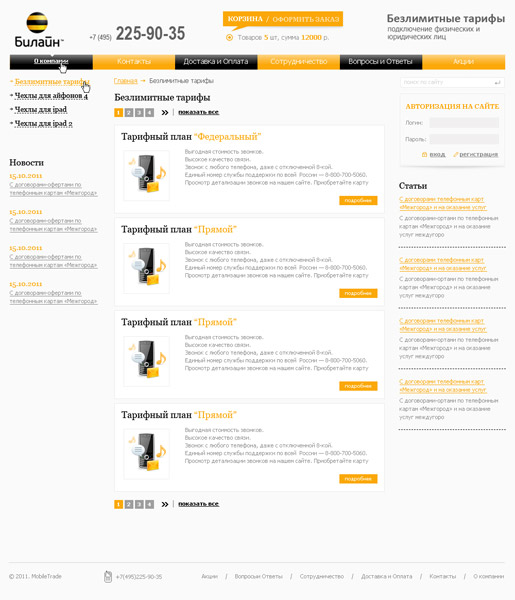 Билайн™
+7 (495) 225-90-35
КОРЗИНА / ОФОРМИТЬ ЗАКАЗ
Товаров 5 шт, сумма 12000 р.
Безлимитные тарифы
подключение физических и
юридических лиц
О компании
Контакты
Доставка и Оплата
Сотрудничество
Вопросы и Ответы
Акции
Безлимитные тарифы
Чехлы для айфонов 4
Чехлы для ipad
Чехлы для ipad 2
Новости
15.10.2011
С договорами-офертами по
телефонным картам «Межгород»
15.10.2011
С договорами-офертами по
телефонным картам «Межгород»
15.10.2011
С договорами-офертами по
телефонным картам «Межгород»
15.10.2011
С договорами-офертами по
телефонным картам «Межгород»
Главная → Безлимитные тарифы
Безлимитные тарифы
1 2 3 4 показать все
Тарифный план “Федеральный”
Выгодная стоимость звонков.
Высокое качество связи.
Звонок с любого телефона, даже с отключенной 8-кой.
Единый номер службы поддержки по всей России — 8-800-700-5060.
Просмотр детализации звонков на нашем сайте. Приобретайте карту
подробнее
Тарифный план “Прямой”
Выгодная стоимость звонков.
Высокое качество связи.
Звонок с любого телефона, даже с отключенной 8-кой.
Единый номер службы поддержки по всей России — 8-800-700-5060.
Просмотр детализации звонков на нашем сайте. Приобретайте карту
подробнее
Тарифный план “Прямой”
Выгодная стоимость звонков.
Высокое качество связи.
Звонок с любого телефона, даже с отключенной 8-кой.
Единый номер службы поддержки по всей России — 8-800-700-5060.
Просмотр детализации звонков на нашем сайте. Приобретайте карту
подробнее
Тарифный план “Прямой”
Выгодная стоимость звонков.
Высокое качество связи.
Звонок с любого телефона, даже с отключенной 8-кой.
Единый номер службы поддержки по всей России — 8-800-700-5060.
Просмотр детализации звонков на нашем сайте. Приобретайте карту
подробнее
1 2 3 4 показать все
поиск по сайту
АВТОРИЗАЦИЯ НА САЙТЕ
Логин:
Пароль:
вход
регистрация
Статьи
С договорами телефонным карт
«Межгород» и на оказание услуг
С договорами-ортами по телефонным
картам «Межгород» и на оказание
услуг междугоро
С договорами телефонным карт
«Межгород» и на оказание услуг
С договорами-ортами по телефонным
картам «Межгород» и на оказание
услуг междугоро
С договорами телефонным карт
«Межгород» и на оказание услуг
С договорами-ортами по телефонным
картам «Межгород» и на оказание
услуг междугоро
С договорами телефонным карт
«Межгород» и на оказание услуг
С договорами-ортами по телефонным
картам «Межгород» и на оказание
услуг междугоро
© 2011, MobileTrade
+7(495)225-90-35
Акции / Вопросыи Ответы / Сотрудничество / Доставка и Оплата / Контакты / О компании